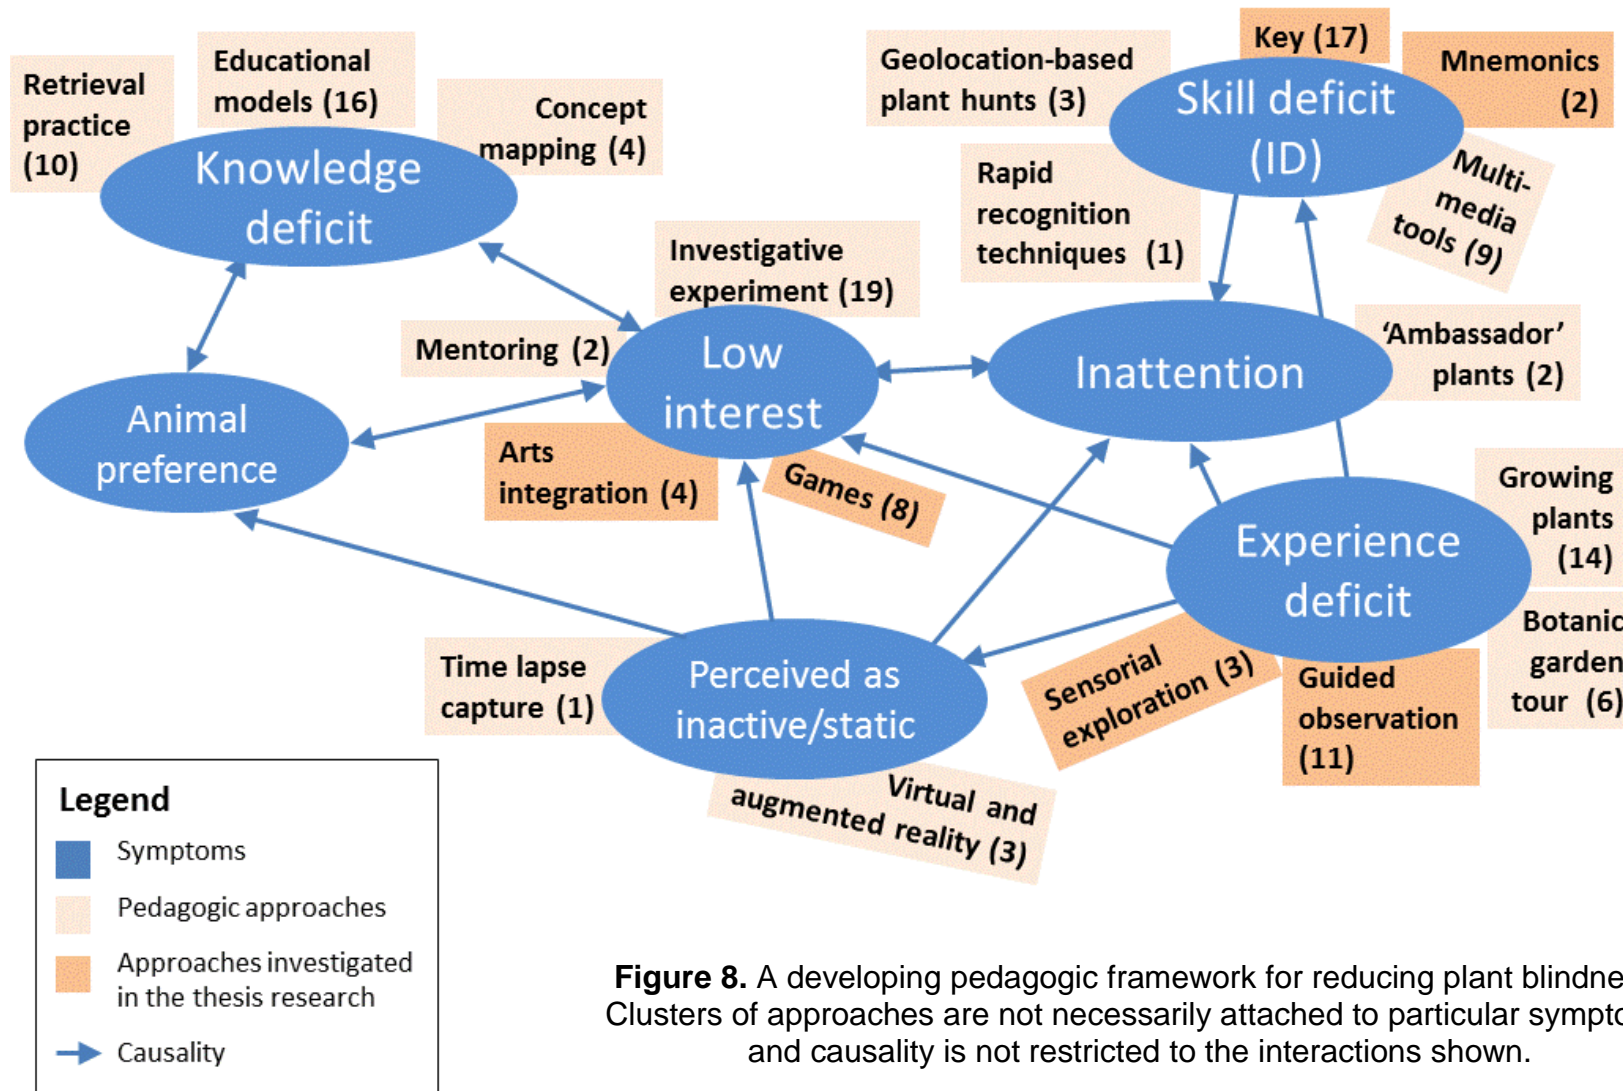 Retrieval
practice
(10)
Educational
models (16)
Concept
mapping (4)
Knowledge
deficit
Geolocation-based
plant hunts (3)
Key (17)
Mnemonics
(2)
Skill deficit
(ID)
Rapid
recognition
techniques (1)
Multi-
media
tools (9)
Investigative
experiment (19)
Mentoring (2)
Low
interest
Inattention
'Ambassador'
plants (2)
Animal
preference
Arts
integration (4)
Games (8)
Growing
plants
(14)
Experience
deficit
Botanic
garden
tour (6)
Time lapse
capture (1)
Perceived as
inactive/static
Sensorial
exploration (3)
Guided
observation
(11)
Virtual and
augmented reality (3)
Legend
Symptoms
Pedagogic approaches
Approaches investigated
in the thesis research
Causality
Figure 8. A developing pedagogic framework for reducing plant blindne
Clusters of approaches are not necessarily attached to particular sympto
and causality is not restricted to the interactions shown.